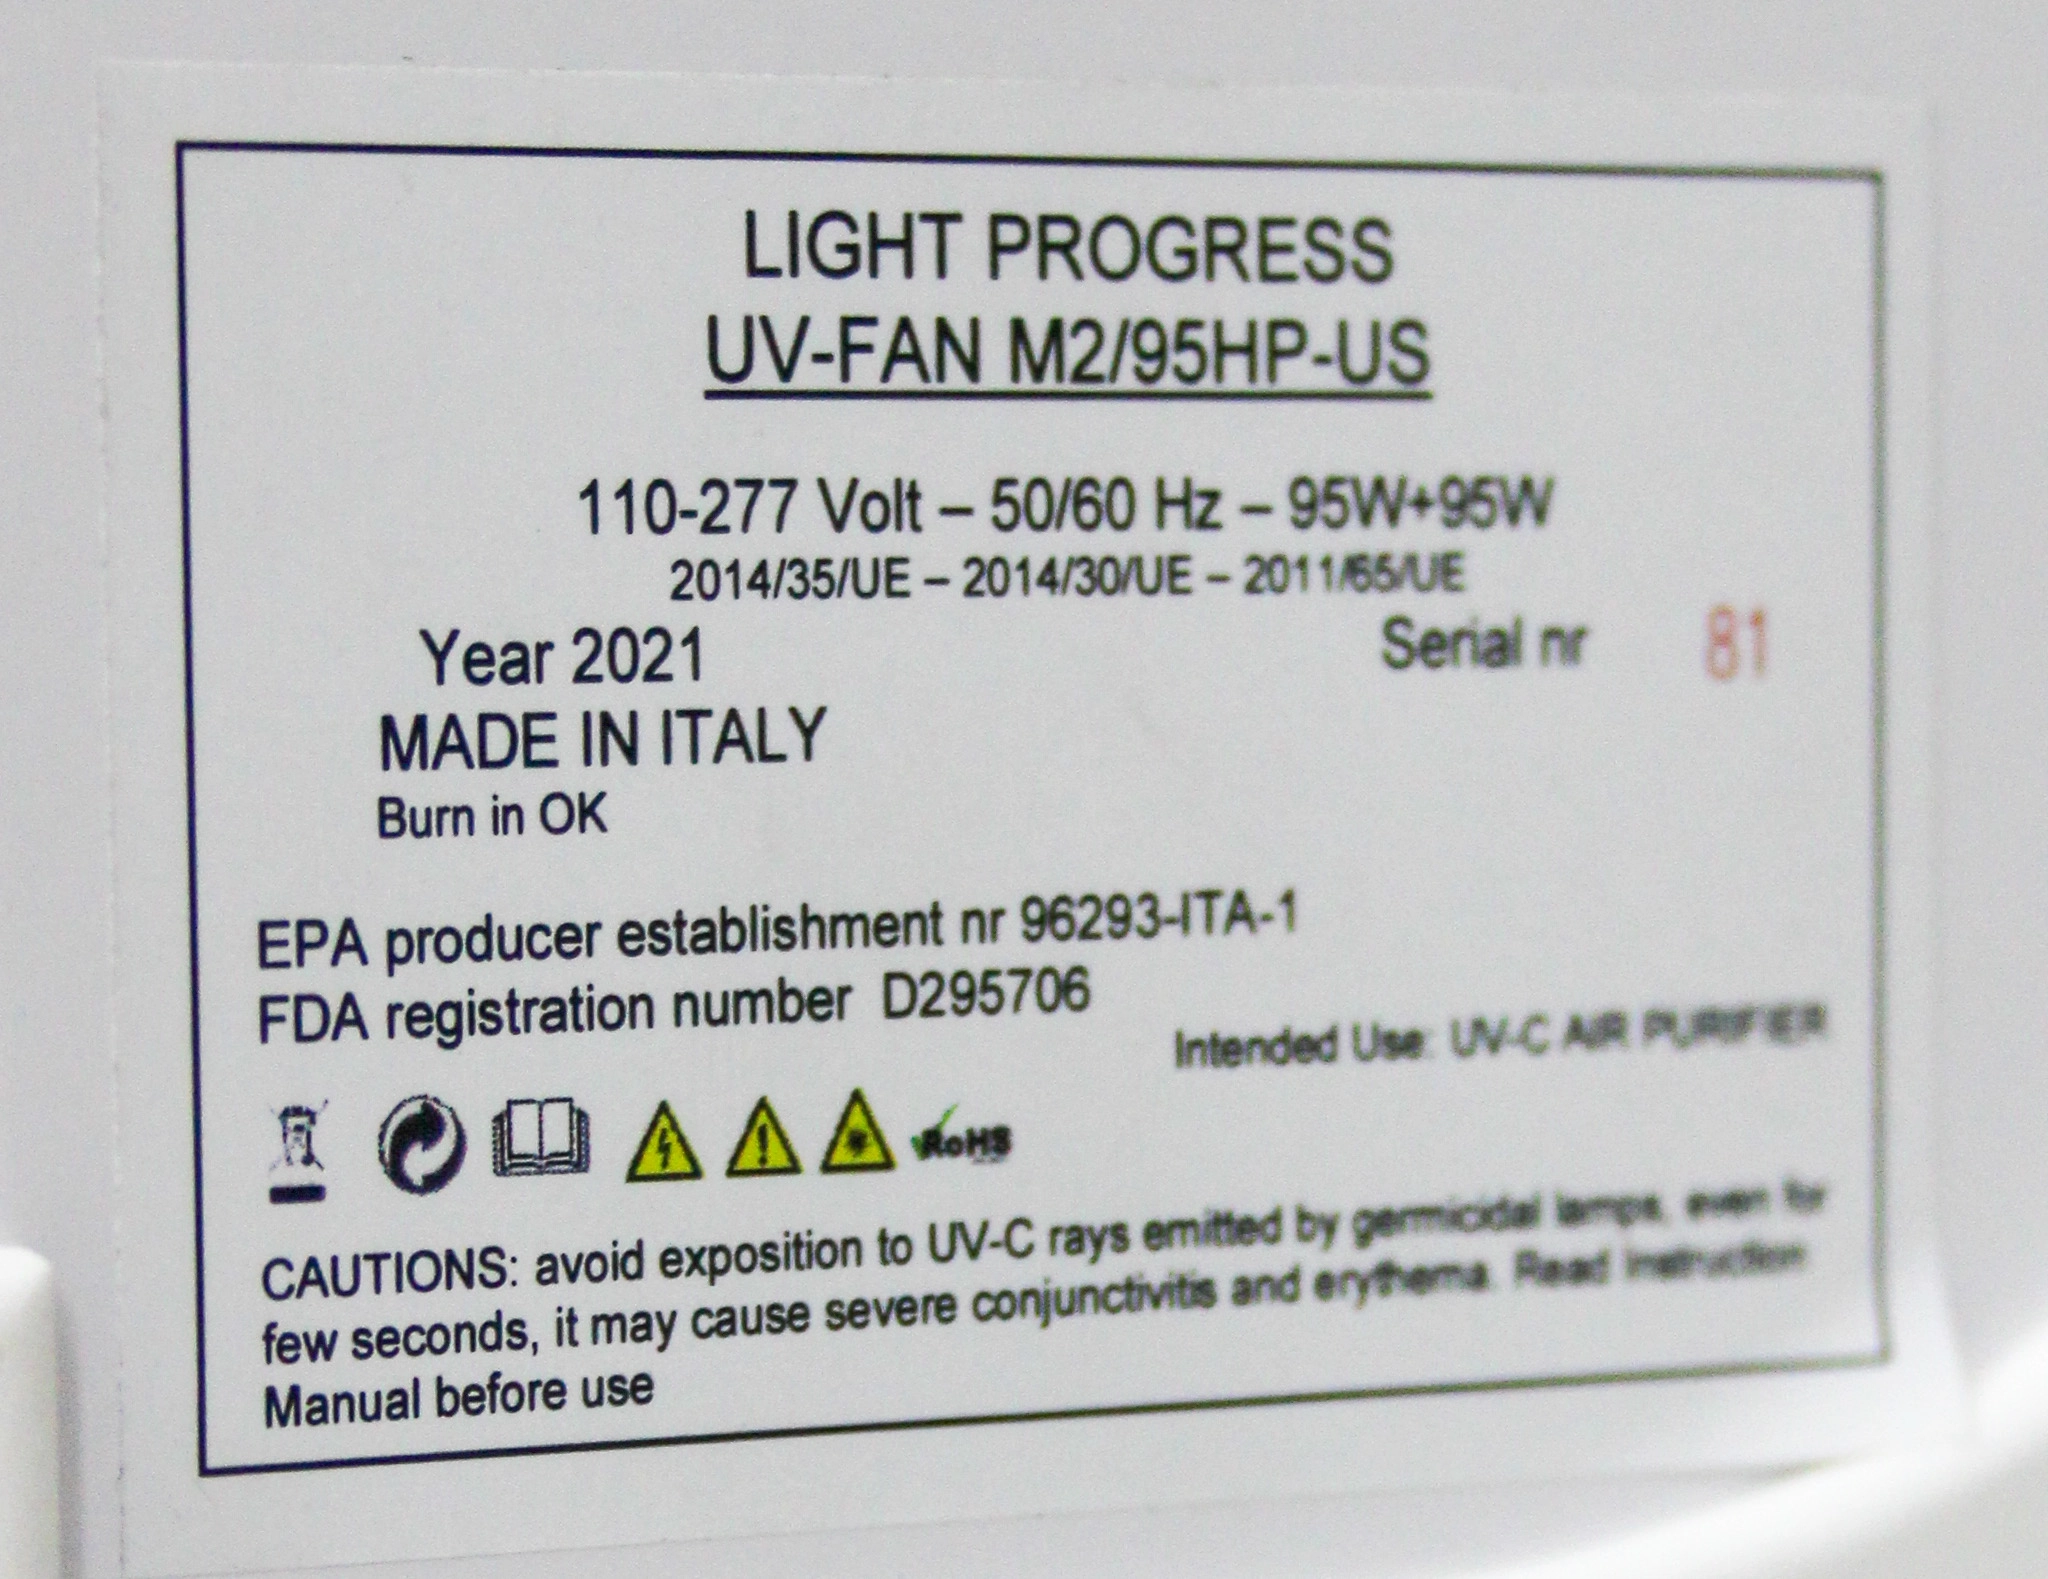 LIGHT PROGRESS
UV-FAN M2/95HP-US
110-277 Volt – 50/60 Hz – 95W+95W
2014/35/UE – 2014/30/UE – 2011/65/UE
Year 2021 Serial nr 81
MADE IN ITALY
Burn in OK
EPA producer establishment nr 96293-ITA-1
FDA registration number D295706
Intended Use: UV-C AIR PURIFIER
RoHS
CAUTIONS: avoid exposition to UV-C rays emitted by germicidal lamps, even for
few seconds, it may cause severe conjunctivitis and erythema. Read Instruction
Manual before use